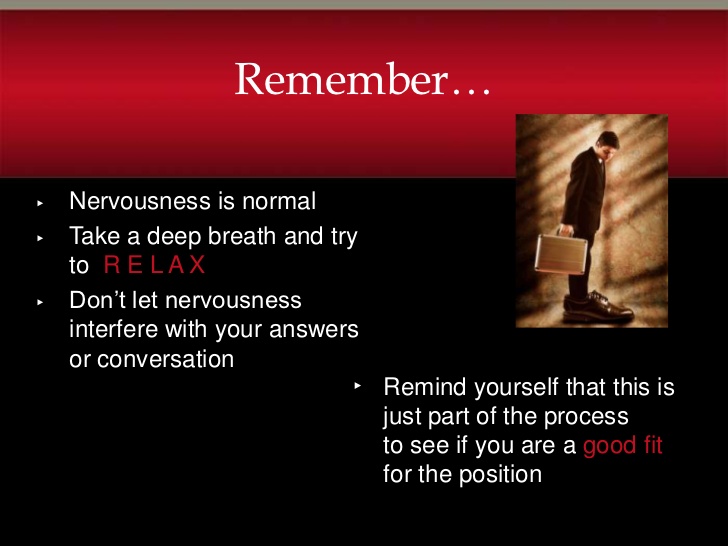 Remember…
Nervousness is normal
Take a deep breath and try
to R E L A X
Don’t let nervousness
interfere with your answers
or conversation
Remind yourself that this is
just part of the process
to see if you are a good fit
for the position